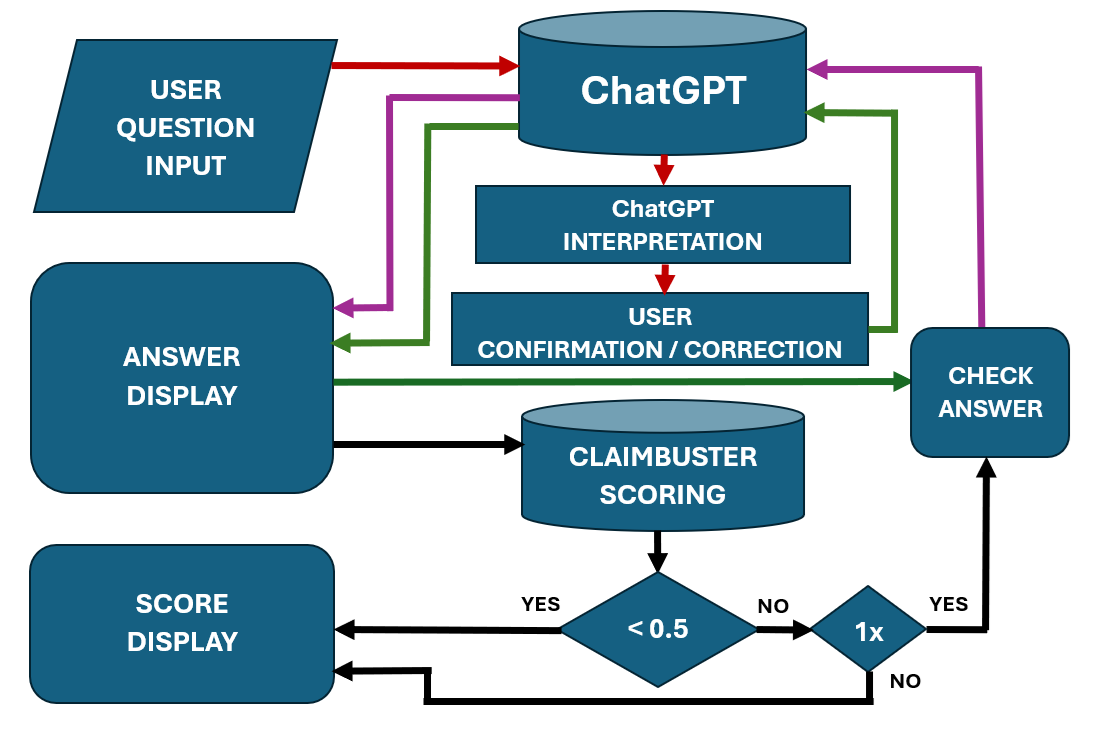 USER
QUESTION
INPUT
ChatGPT
ChatGPT
INTERPRETATION
USER
CONFIRMATION / CORRECTION
ANSWER
DISPLAY
CHECK
ANSWER
CLAIMBUSTER
SCORING
SCORE
DISPLAY
YES
< 0.5
NO
1x
YES
NO